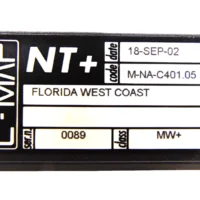 C-MAP
NT+
code date
18-SEP-02
M-NA-C401.05
FLORIDA WEST COAST
ser.n.
0089
class
MW+